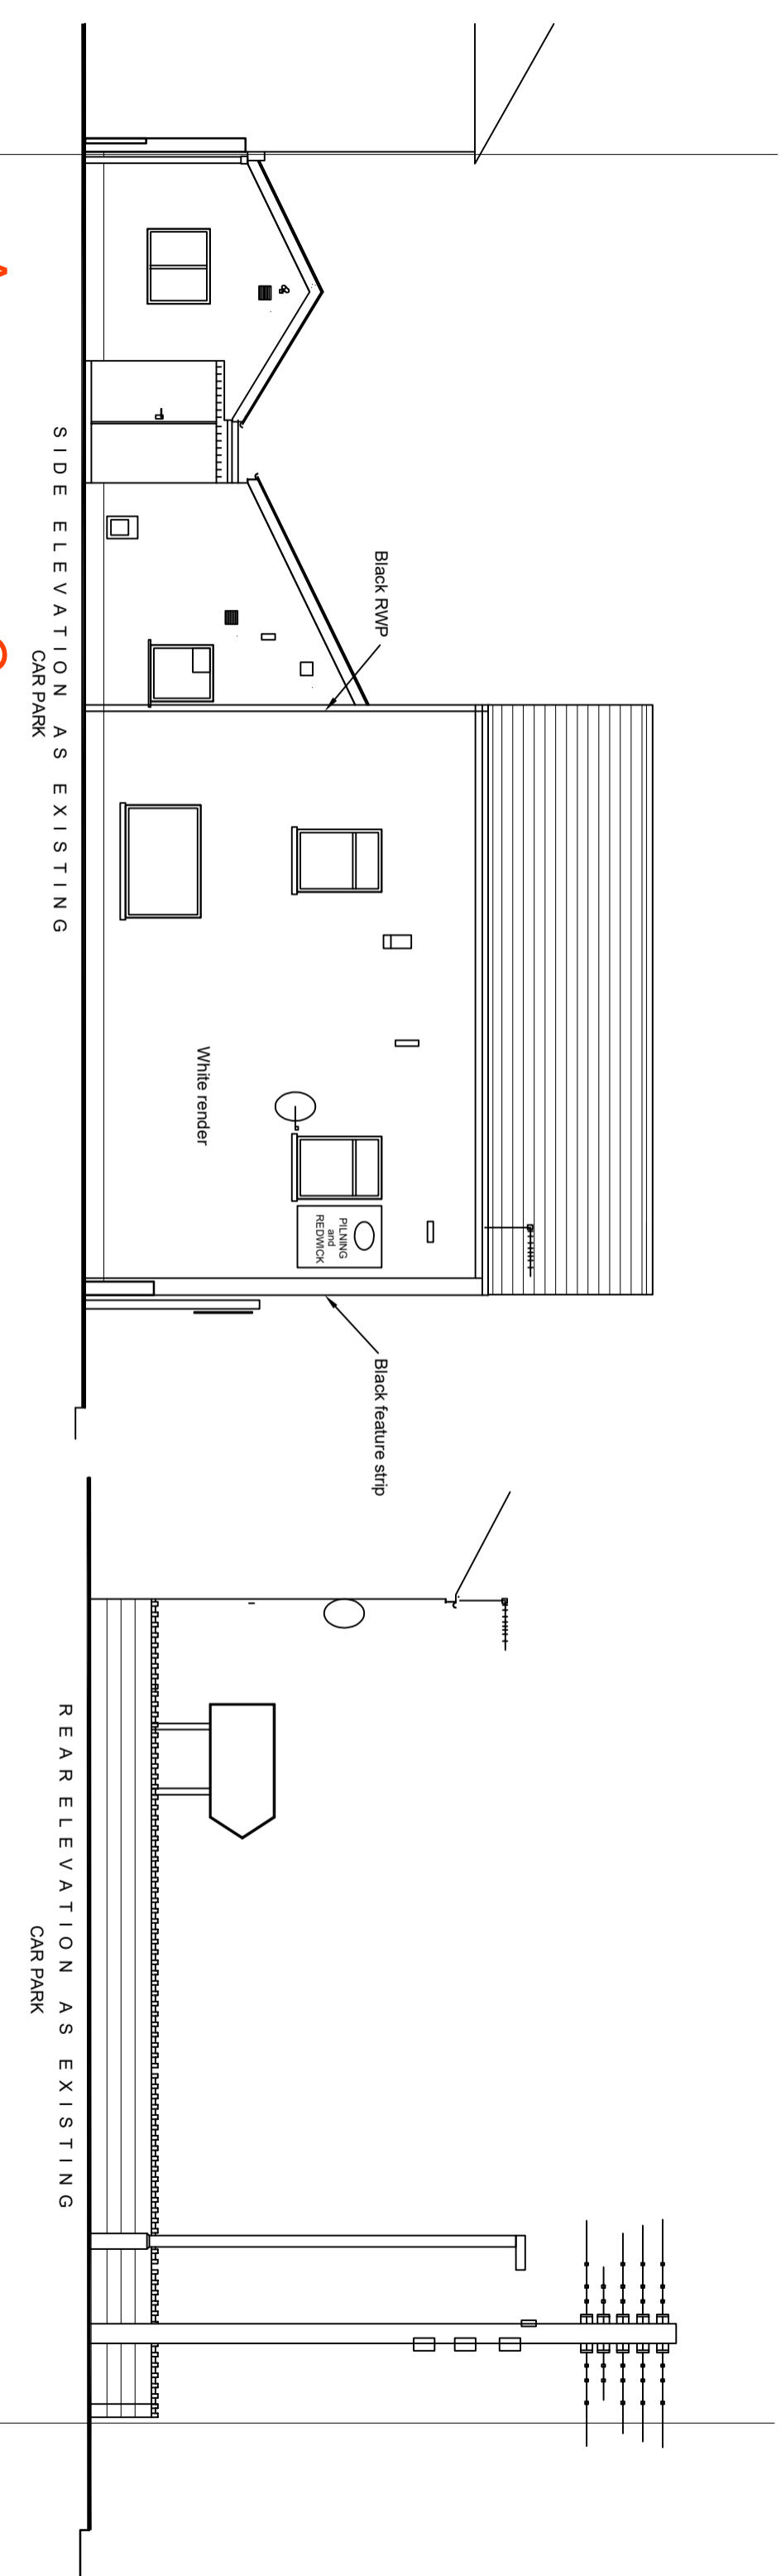 Black RWP
White render
PILNING
and
REDWICK
Black feature strip
SIDE ELEVATION AS EXISTING
CAR PARK
REAR ELEVATION AS EXISTING
CAR PARK